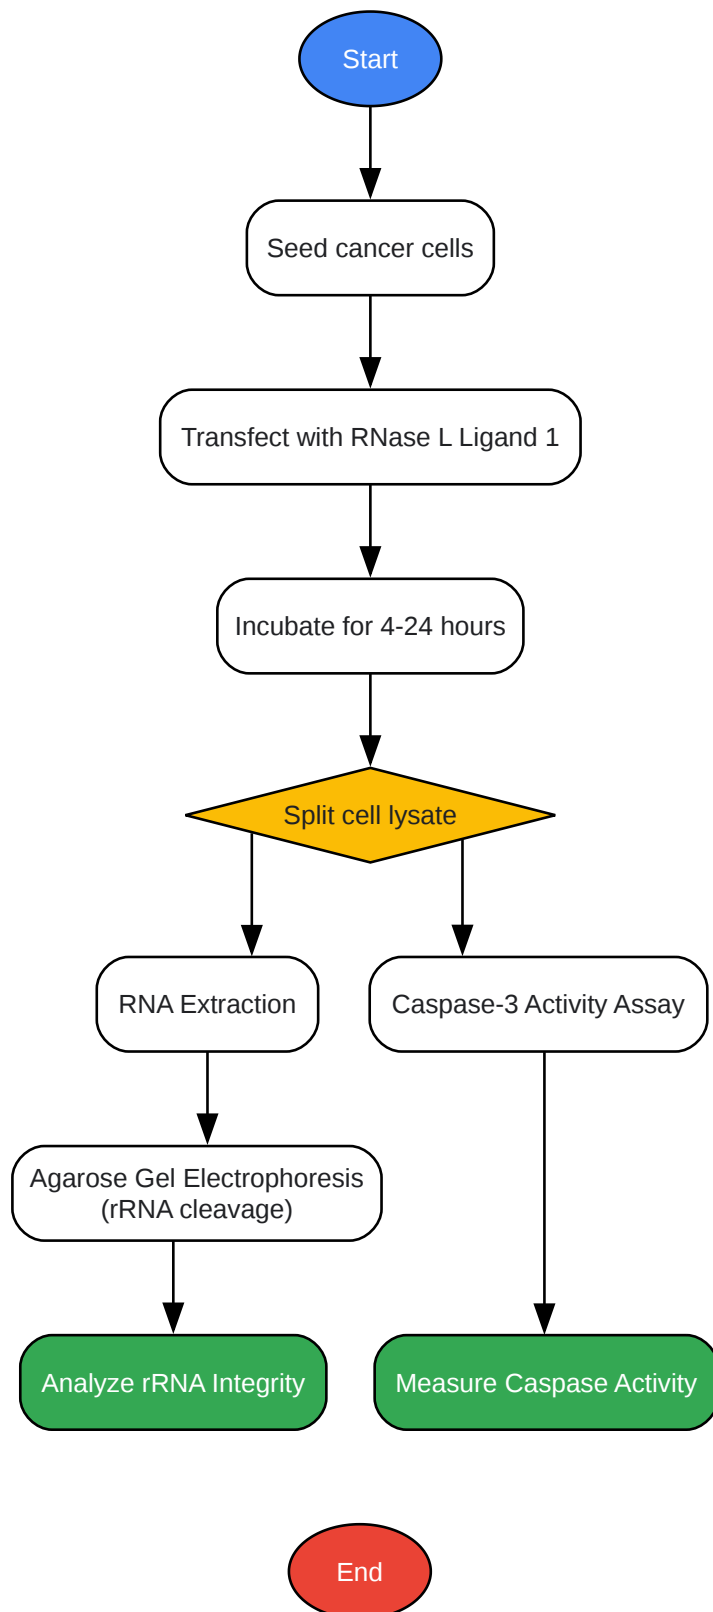 Start
Seed cancer cells
Transfect with RNase L Ligand 1
Incubate for 4-24 hours
Split cell lysate
RNA Extraction
Caspase-3 Activity Assay
Agarose Gel Electrophoresis
(rRNA cleavage)
Analyze rRNA Integrity
Measure Caspase Activity
End